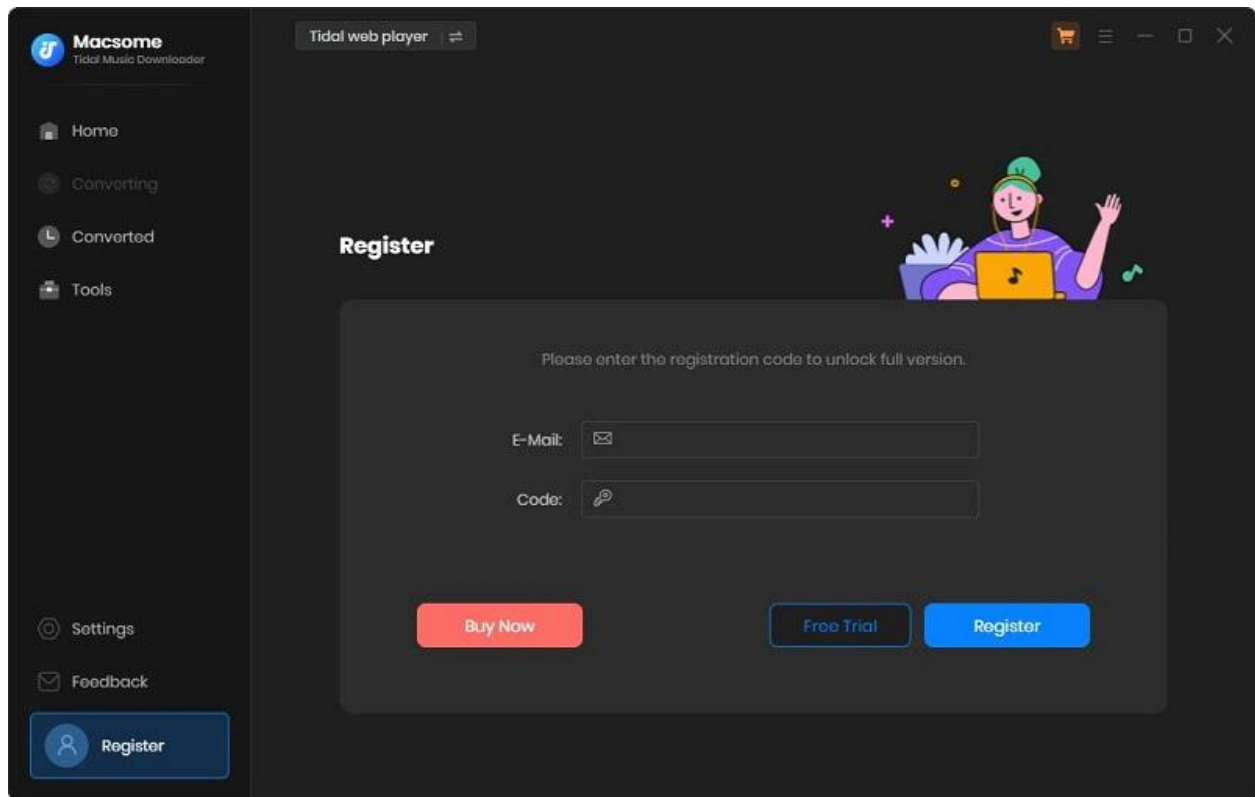 Macsome
Tidal Music Downloader
Tidal web player
Home
Converting
Converted
Tools
Register
Please enter the registration code to unlock full version.
E-Mail:
Code:
Buy Now
Free Trial
Register
Settings
Feedback
Register